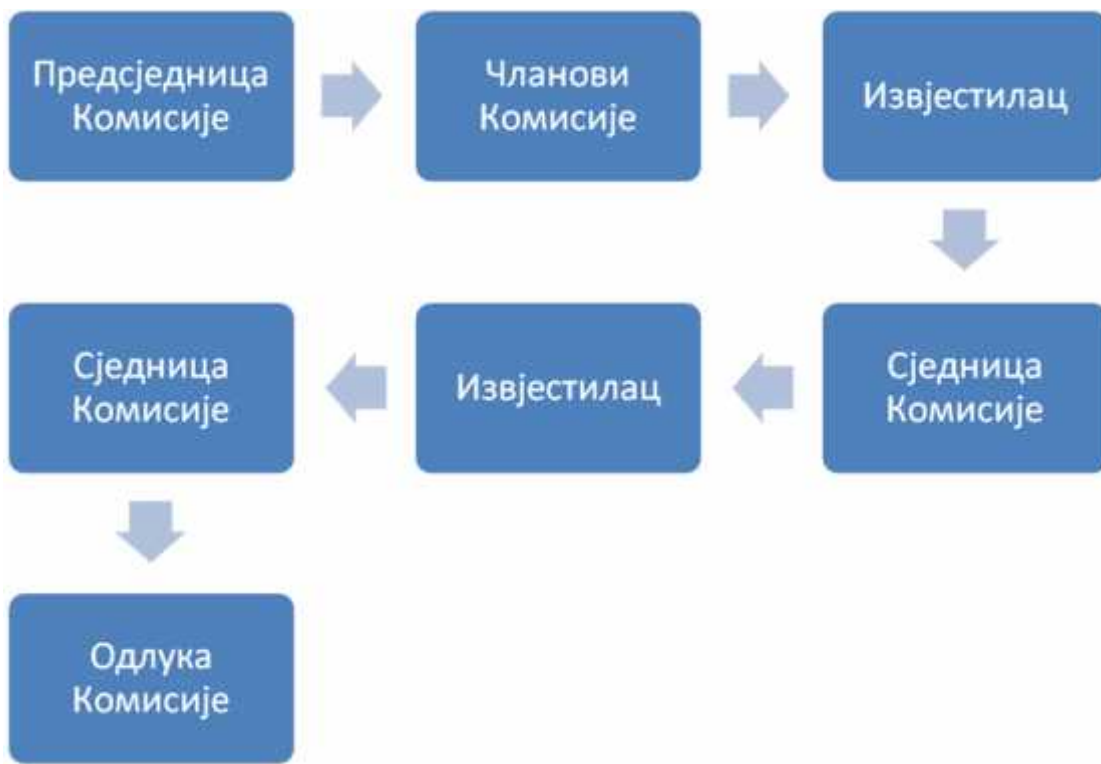 Предсједница
Комисије
Чланови
Комисије
Извјестилац
Сједница
Комисије
Извјестилац
Сједница
Комисије
Одлука
Комисије